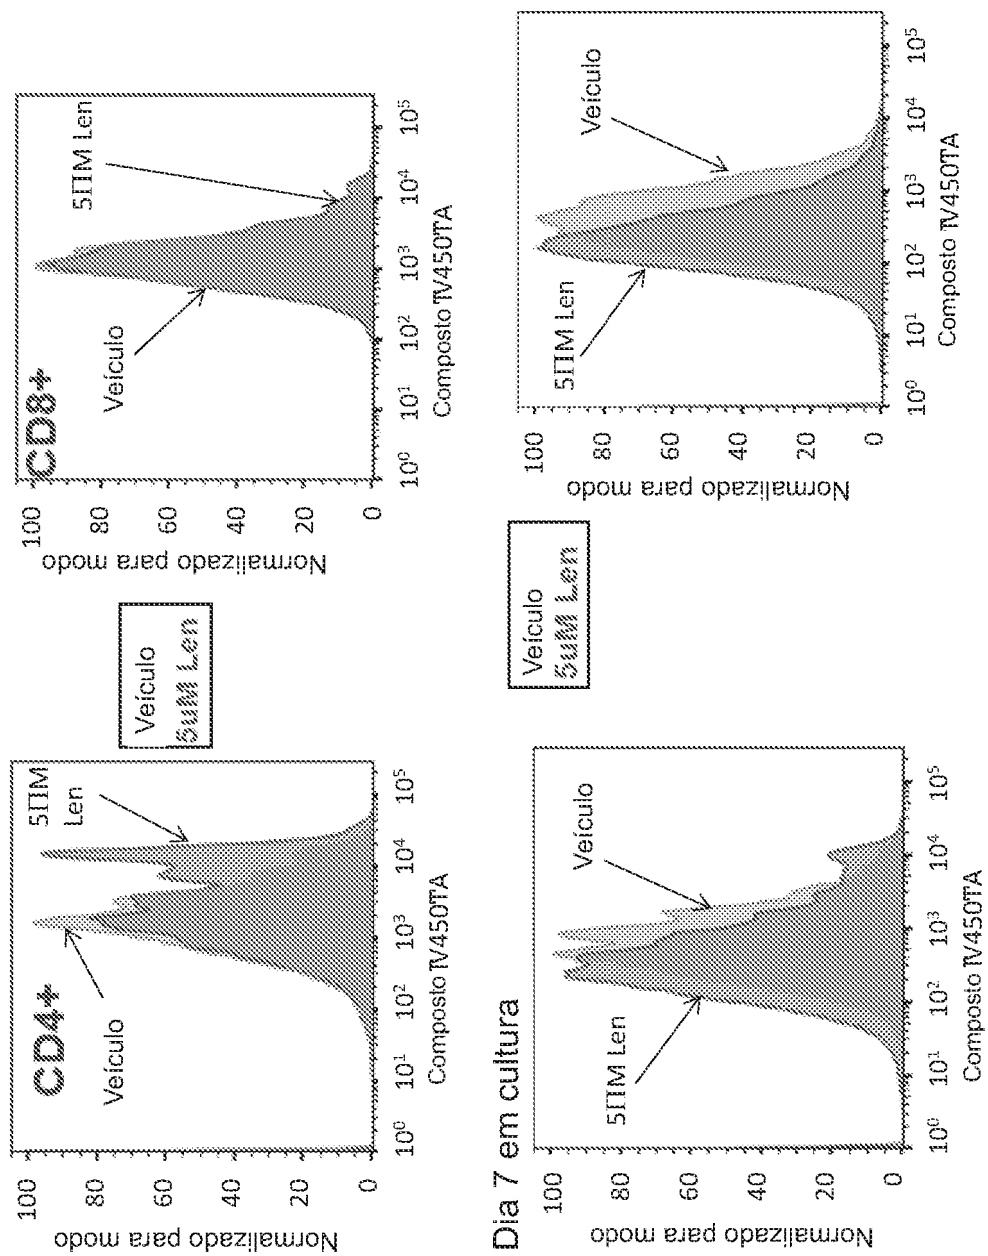 CD4+
Normalizado para modo
100
80
60
40
20
0
Veículo
5ΠM
Len
10⁰ 10¹ 10² 10³ 10⁴ 10⁵
Composto TV450TA
Veículo
5uM Len
CD8+
Normalizado para modo
100
80
60
40
20
0
Veículo
5ΠM Len
10⁰ 10¹ 10² 10³ 10⁴ 10⁵
Composto TV450TA
Dia 7 em cultura
Normalizado para modo
100
80
60
40
20
0
5ΠM Len
Veículo
10⁰ 10¹ 10² 10³ 10⁴ 10⁵
Composto TV450TA
Veículo
5uM Len
Normalizado para modo
100
80
60
40
20
0
5ΠM Len
Veículo
10⁰ 10¹ 10² 10³ 10⁴ 10⁵
Composto TV450TA